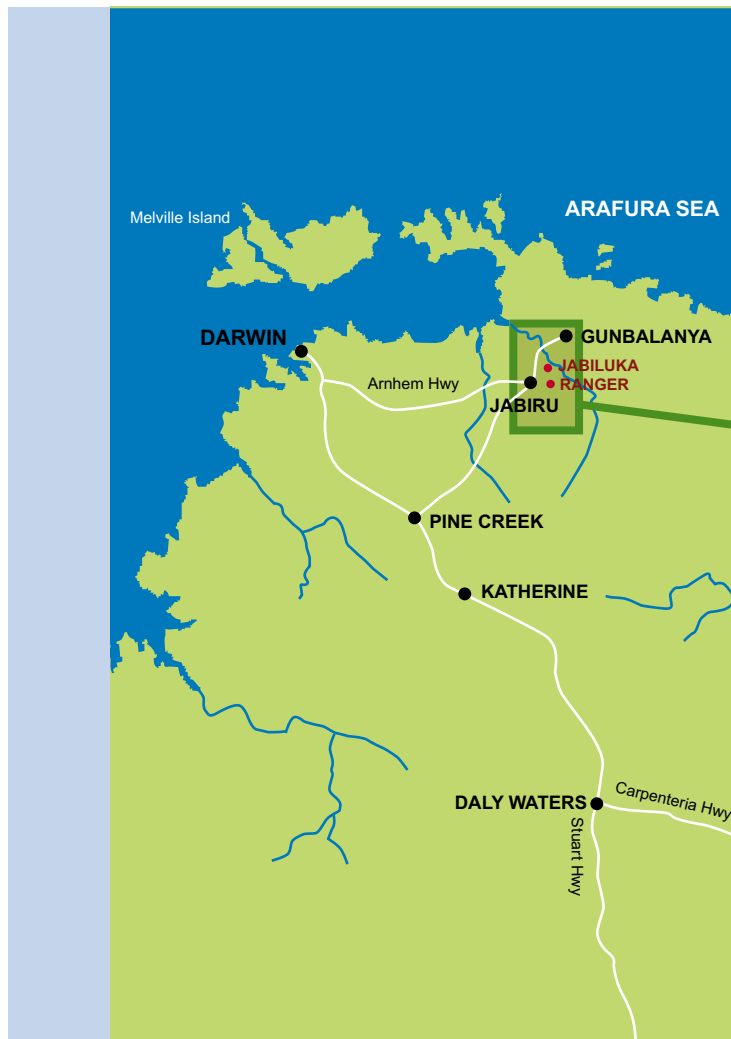 Melville Island
ARAFURA SEA
DARWIN
GUNBALANYA
JABILUKA
RANGER
Arnhem Hwy
JABIRU
PINE CREEK
KATHERINE
DALY WATERS
Carpenteria Hwy
Stuart Hwy